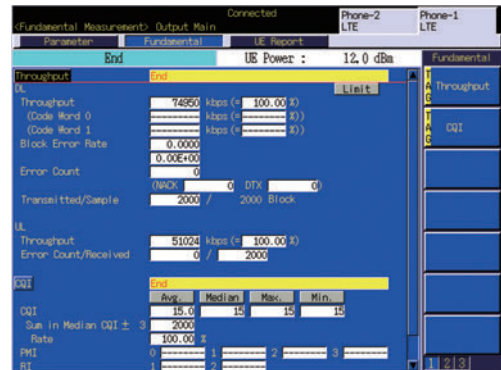 Connected
Phone-2 Phone-1
<Fundamental Measurement> Output Main LTE LTE
Parameter Fundamental UE Report
End UE Power : 12.0 dBm Fundamental
Throughput End
DL Limit TAG Throughput
Throughput 74950 kbps (= 100.00 %)
(Code Word 0 -------- kbps (= ------ %))
(Code Word 1 -------- kbps (= ------ %)) TAG CQI
Block Error Rate 0.0000
0.00E+00
Error Count 0
(NACK 0 DTX 0)
Transmitted/Sample 2000 / 2000 Block
UL
Throughput 51024 kbps (= 100.00 %)
Error Count/Received 0 / 2000
CQI End
Avg. Median Max. Min.
CQI 15.0 15 15 15
Sum in Median CQI ± 3 2000
Rate 100.00 %
PMI 0 ------ 1 ------ 2 ------ 3 ------
RI 1 ------ 2 ------
1 2 3